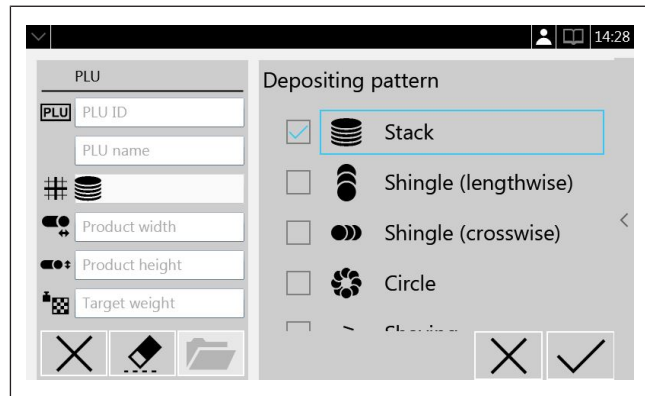 14:28
PLU
PLU PLU ID
PLU name
Product width
Product height
Target weight
Depositing pattern
Stack
Shingle (lengthwise)
Shingle (crosswise)
Circle
Shaving